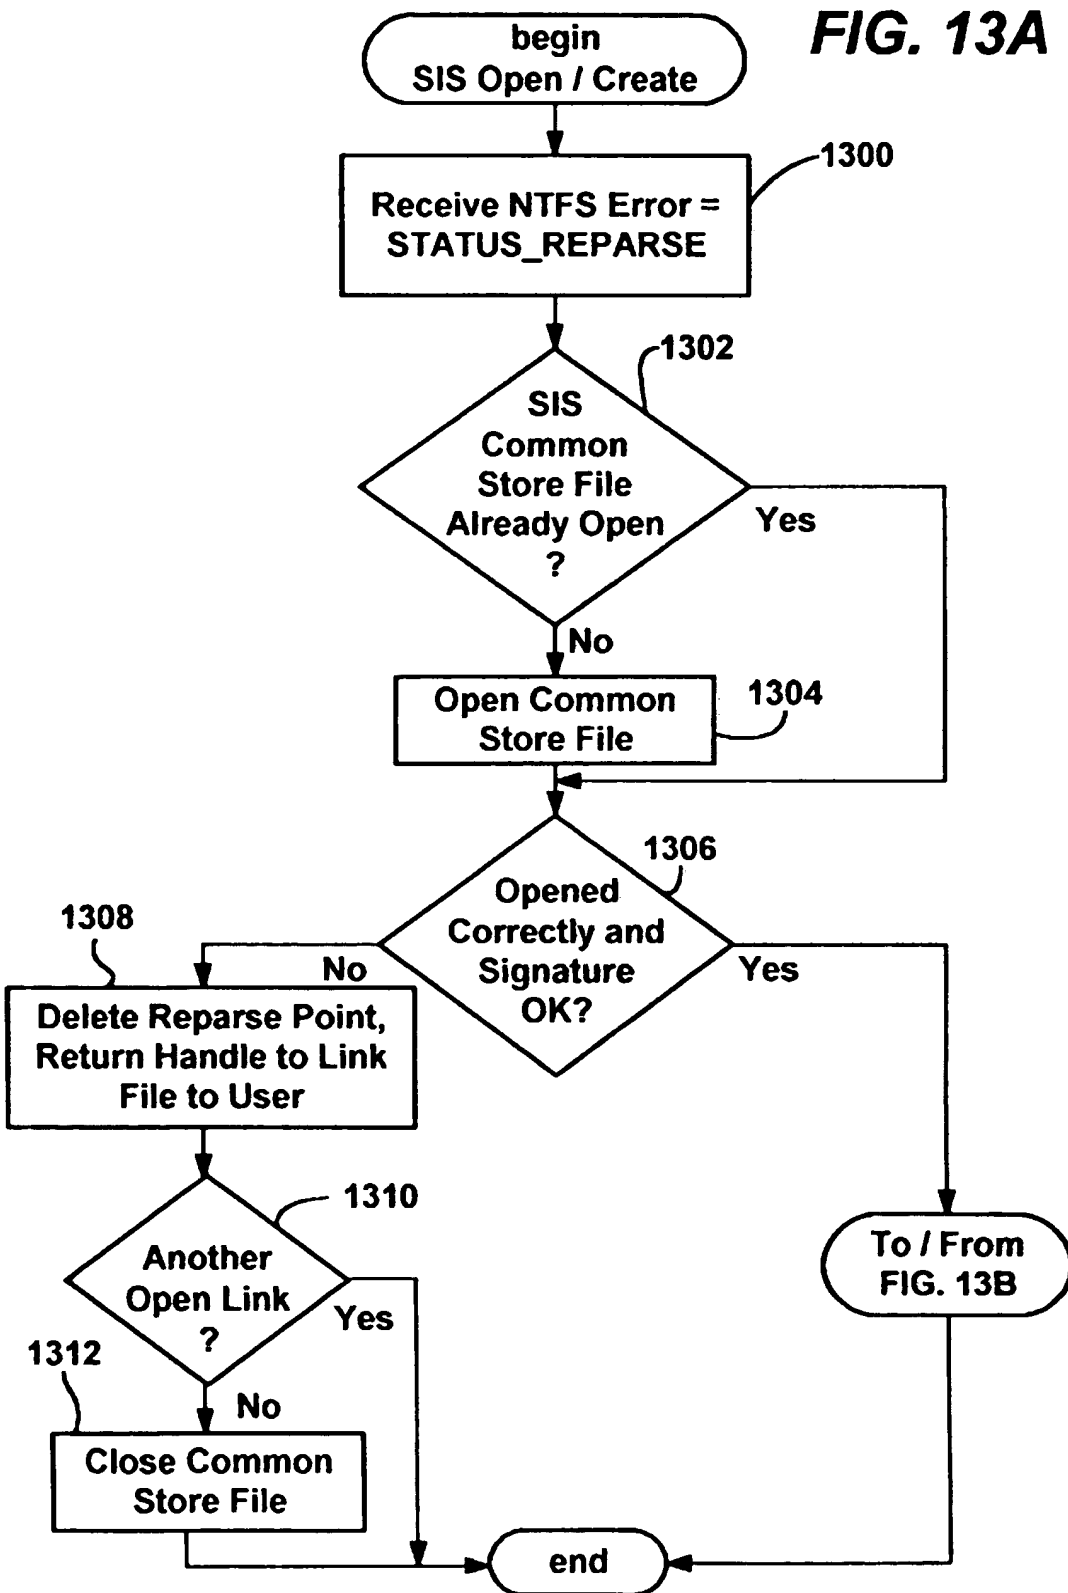 FIG. 13A
begin
SIS Open / Create
1300
Receive NTFS Error =
STATUS_REPARSE
1302
SIS
Common
Store File
Already Open
?
Yes
No
Open Common
Store File
1304
1306
Opened
Correctly and
Signature
OK?
No
Yes
1308
Delete Reparse Point,
Return Handle to Link
File to User
1310
Another
Open Link
?
Yes
No
To / From
FIG. 13B
1312
Close Common
Store File
end